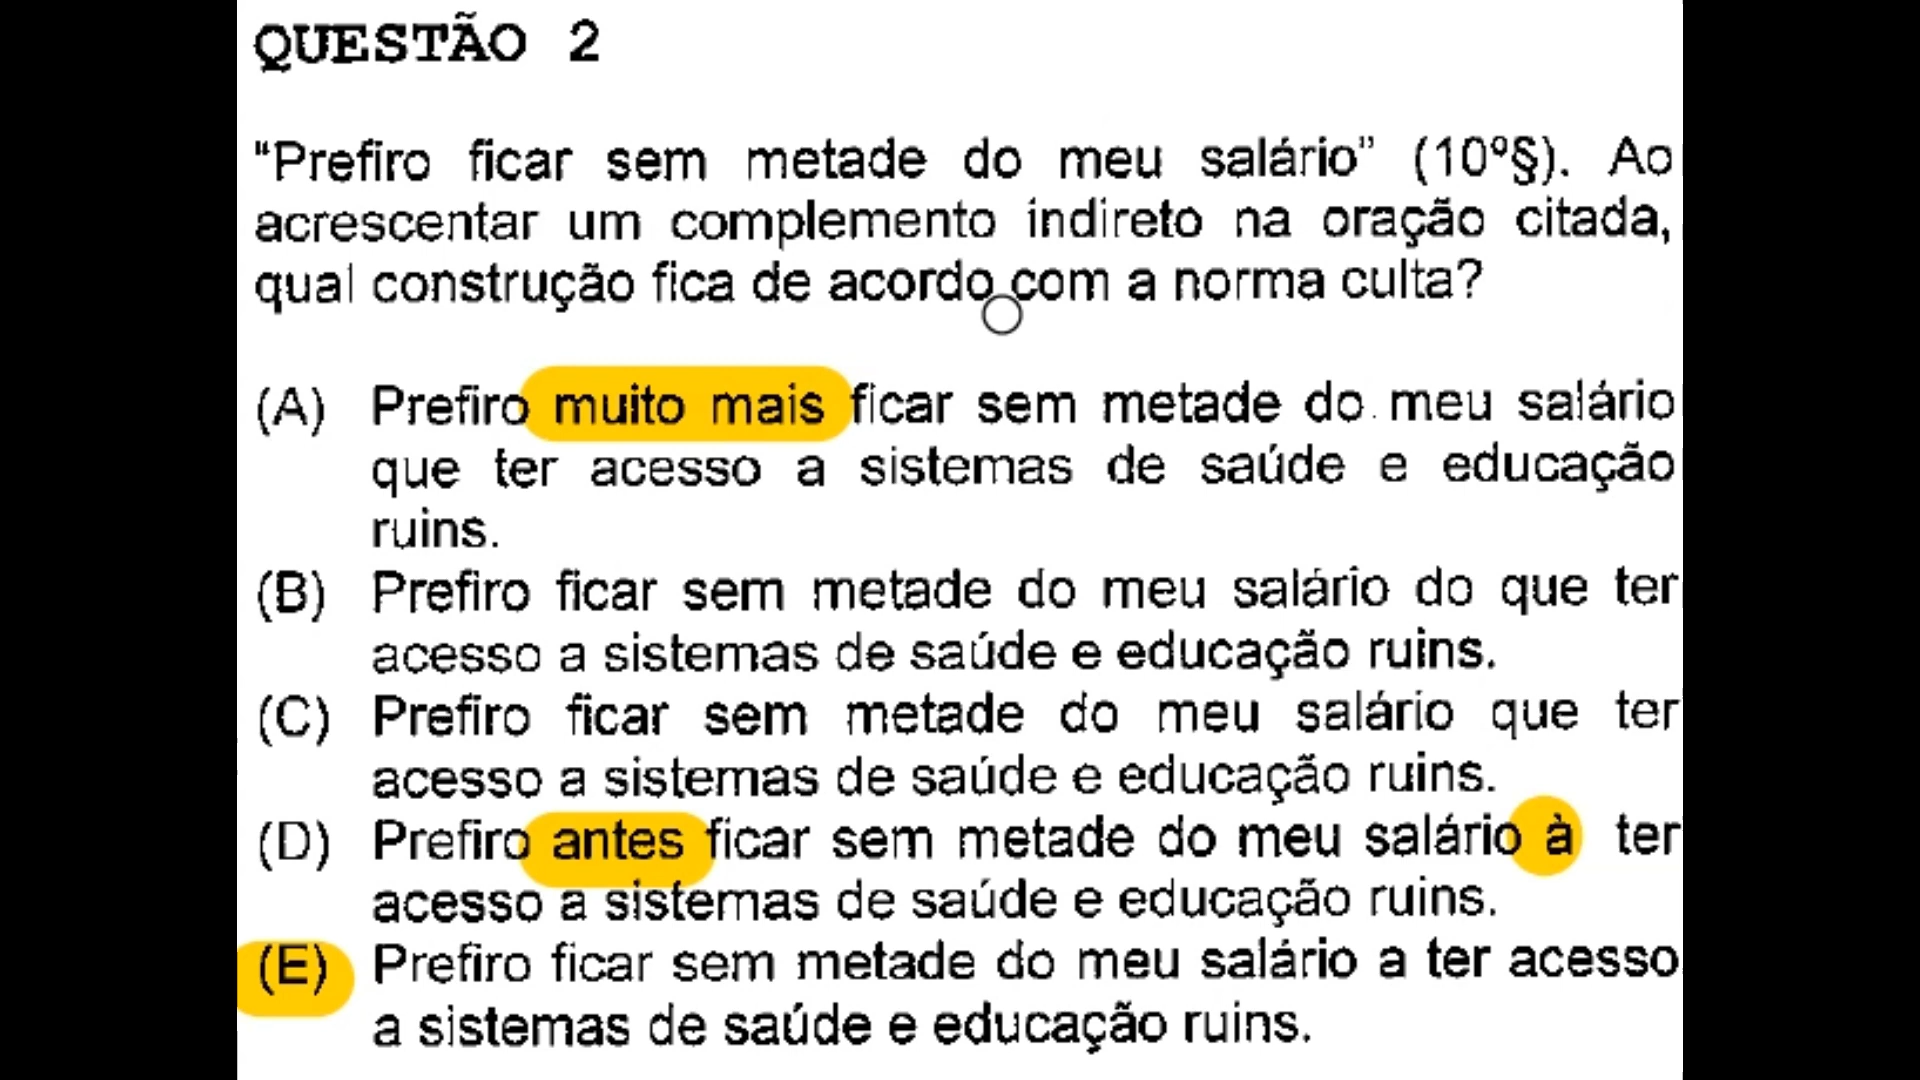 QUESTÃO 2
“Prefiro ficar sem metade do meu salário” (10º§). Ao
acrescentar um complemento indireto na oração citada,
qual construção fica de acordo com a norma culta?
(A) Prefiro muito mais ficar sem metade do meu salário
que ter acesso a sistemas de saúde e educação
ruins.
(B) Prefiro ficar sem metade do meu salário do que ter
acesso a sistemas de saúde e educação ruins.
(C) Prefiro ficar sem metade do meu salário que ter
acesso a sistemas de saúde e educação ruins.
(D) Prefiro antes ficar sem metade do meu salário à ter
acesso a sistemas de saúde e educação ruins.
(E) Prefiro ficar sem metade do meu salário a ter acesso
a sistemas de saúde e educação ruins.